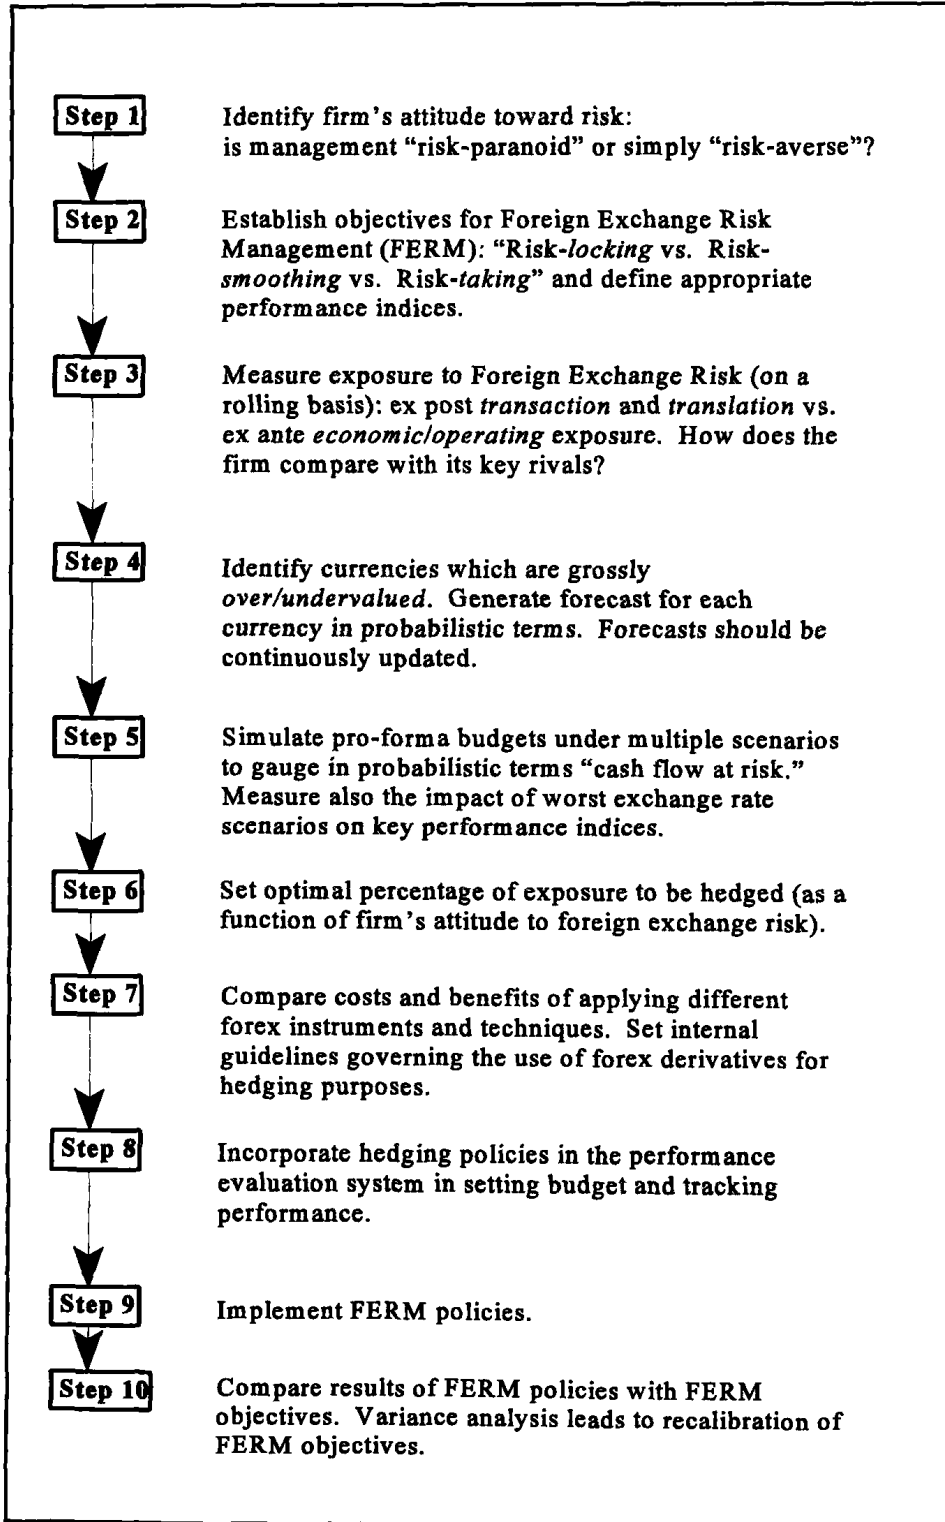 Step 1
Identify firm's attitude toward risk:
is management "risk-paranoid" or simply "risk-averse"?
Step 2
Establish objectives for Foreign Exchange Risk
Management (FERM): "Risk-locking vs. Risk-
smoothing vs. Risk-taking" and define appropriate
performance indices.
Step 3
Measure exposure to Foreign Exchange Risk (on a
rolling basis): ex post transaction and translation vs.
ex ante economic/operating exposure. How does the
firm compare with its key rivals?
Step 4
Identify currencies which are grossly
over/undervalued. Generate forecast for each
currency in probabilistic terms. Forecasts should be
continuously updated.
Step 5
Simulate pro-forma budgets under multiple scenarios
to gauge in probabilistic terms "cash flow at risk."
Measure also the impact of worst exchange rate
scenarios on key performance indices.
Step 6
Set optimal percentage of exposure to be hedged (as a
function of firm's attitude to foreign exchange risk).
Step 7
Compare costs and benefits of applying different
forex instruments and techniques. Set internal
guidelines governing the use of forex derivatives for
hedging purposes.
Step 8
Incorporate hedging policies in the performance
evaluation system in setting budget and tracking
performance.
Step 9
Implement FERM policies.
Step 10
Compare results of FERM policies with FERM
objectives. Variance analysis leads to recalibration of
FERM objectives.